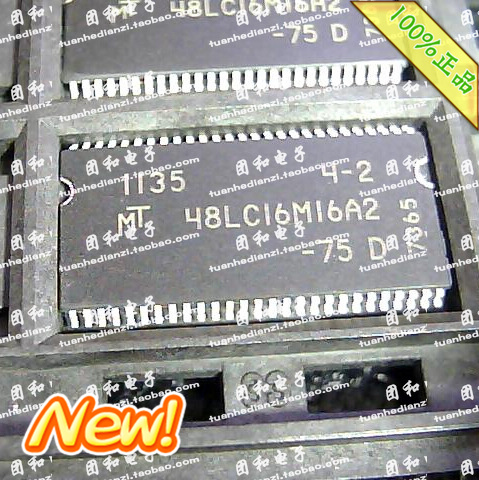 MT 48LC16M16A2
-75 D
100%正品
1135 4-2
MT 48LC16M16A2
-75 D
团和电子
tuanhedianzi.taobao.com
New!